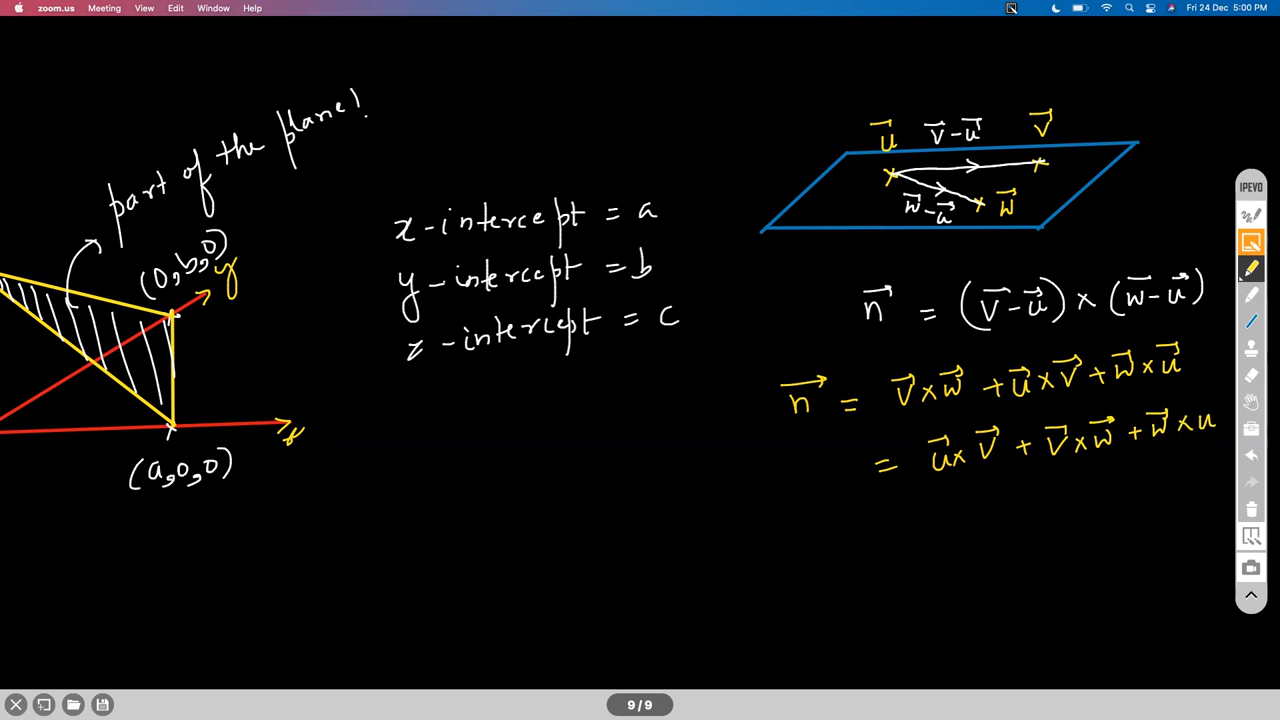 zoom.us Meeting View Edit Window Help Fri 24 Dec 5:00 PM
part of the plane!
(0,b,0)
y
x
(a,0,0)
x-intercept = a
y-intercept = b
z-intercept = c
u⃗ v⃗-u⃗ v⃗
w⃗-u⃗ w⃗
n⃗ = (v⃗-u⃗) × (w⃗-u⃗)
n⃗ = v⃗×w⃗ + u⃗×v⃗ + w⃗×u⃗
= u⃗×v⃗ + v⃗×w⃗ + w⃗×u
IPEVO
9/9